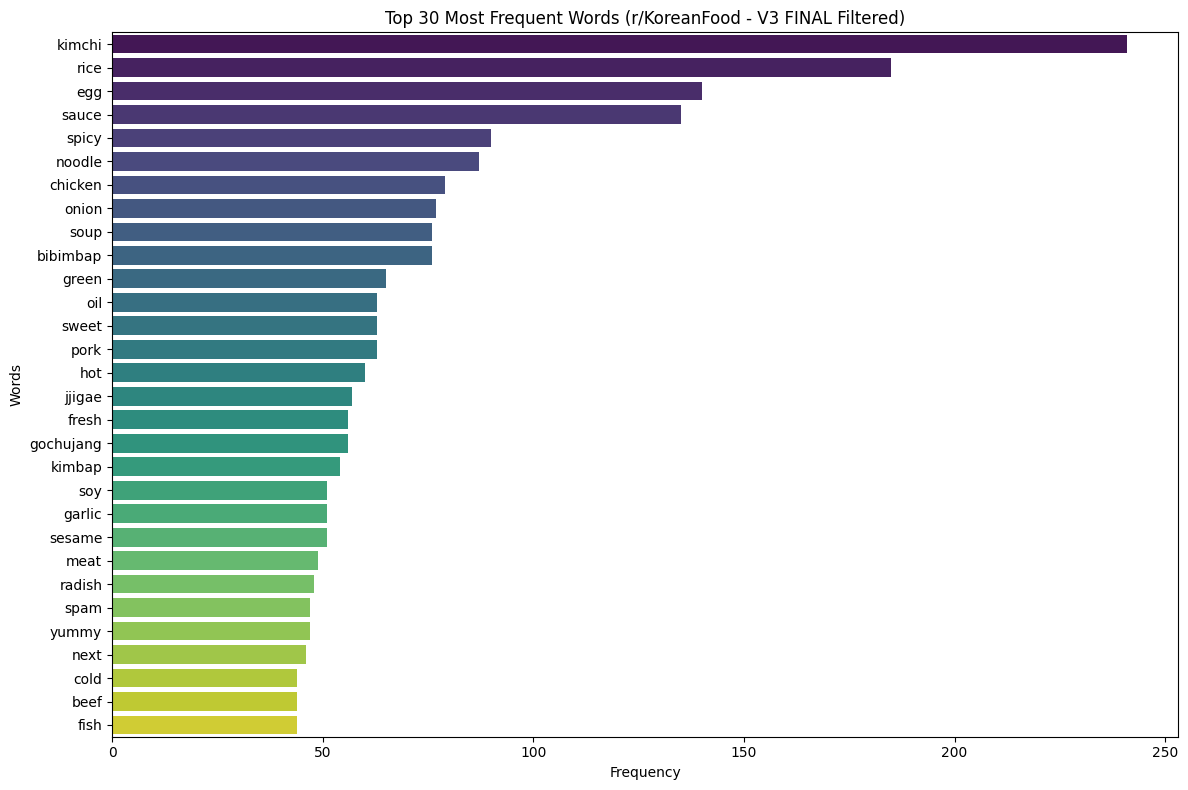 Top 30 Most Frequent Words (r/KoreanFood - V3 FINAL Filtered)
kimchi
rice
egg
sauce
spicy
noodle
chicken
onion
soup
bibimbap
green
oil
sweet
pork
hot
jjigae
fresh
gochujang
kimbap
soy
garlic
sesame
meat
radish
spam
yummy
next
cold
beef
fish
Words
0 50 100 150 200 250
Frequency